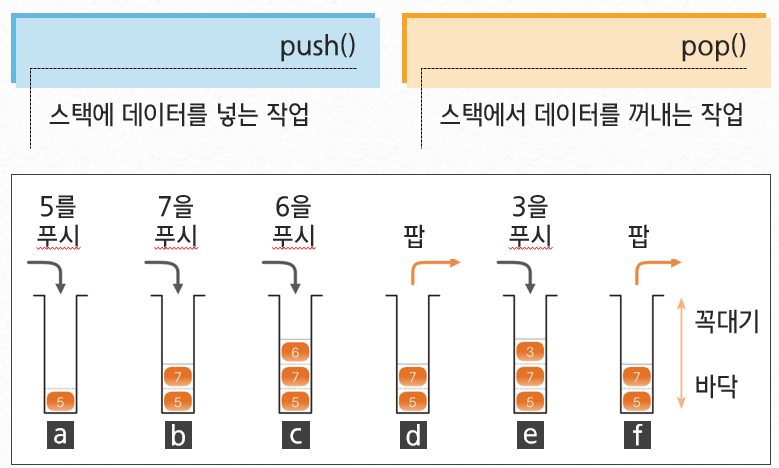 push()
스택에 데이터를 넣는 작업
pop()
스택에서 데이터를 꺼내는 작업
5를
푸시
7을
푸시
6을
푸시
팝
3을
푸시
팝
꼭대기
바닥
5
7
5
6
7
5
7
5
3
7
5
7
5
a
b
c
d
e
f